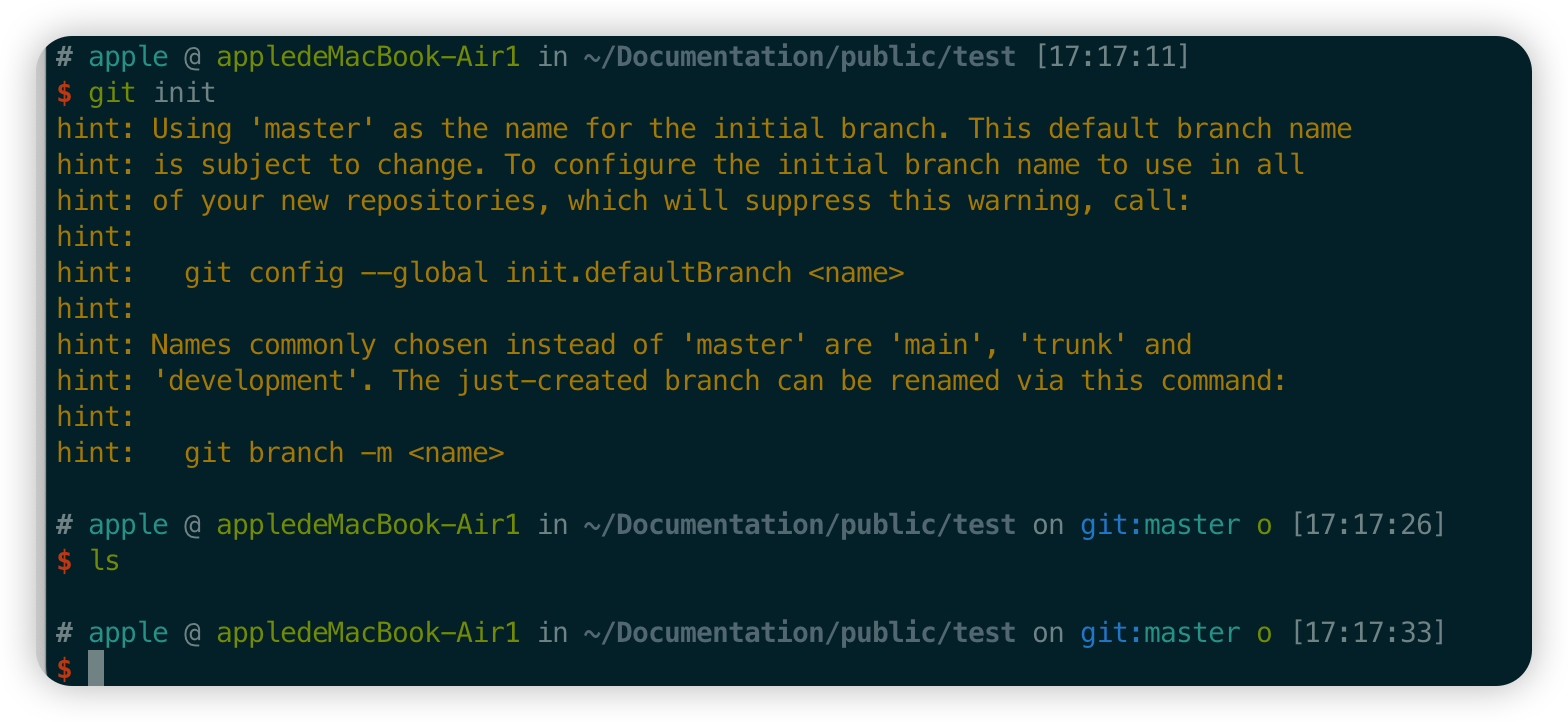 # apple @ appledeMacBook-Air1 in ~/Documentation/public/test [17:17:11]
$ git init
hint: Using 'master' as the name for the initial branch. This default branch name
hint: is subject to change. To configure the initial branch name to use in all
hint: of your new repositories, which will suppress this warning, call:
hint:
hint:   git config --global init.defaultBranch <name>
hint:
hint: Names commonly chosen instead of 'master' are 'main', 'trunk' and
hint: 'development'. The just-created branch can be renamed via this command:
hint:
hint:   git branch -m <name>
# apple @ appledeMacBook-Air1 in ~/Documentation/public/test on git:master o [17:17:26]
$ ls
# apple @ appledeMacBook-Air1 in ~/Documentation/public/test on git:master o [17:17:33]
$